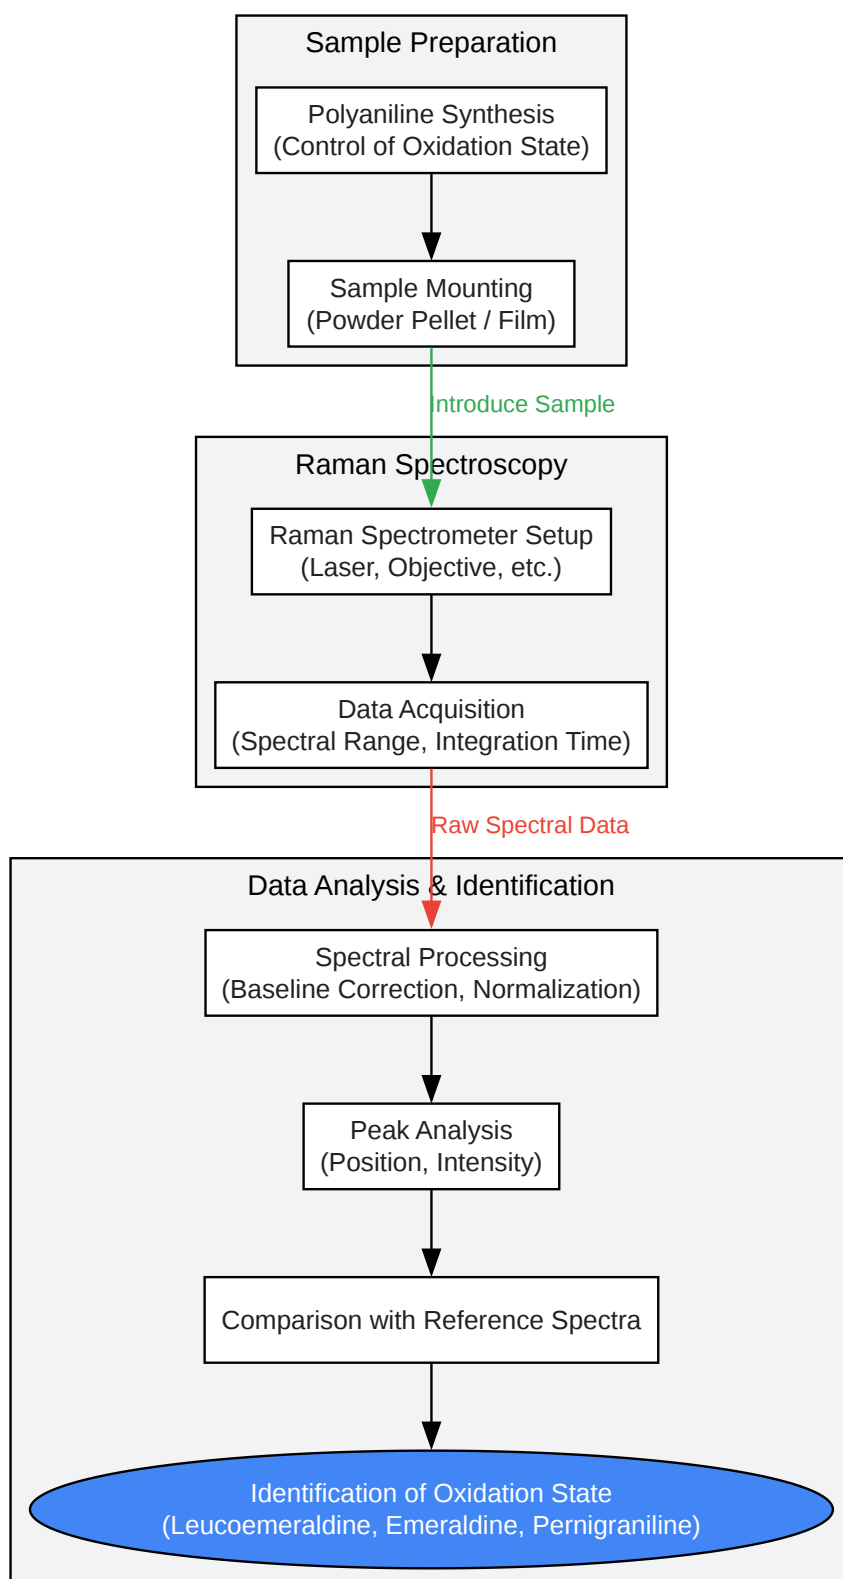 Sample Preparation
Polyaniline Synthesis
(Control of Oxidation State)
Sample Mounting
(Powder Pellet / Film)
Introduce Sample
Raman Spectroscopy
Raman Spectrometer Setup
(Laser, Objective, etc.)
Data Acquisition
(Spectral Range, Integration Time)
Raw Spectral Data
Data Analysis & Identification
Spectral Processing
(Baseline Correction, Normalization)
Peak Analysis
(Position, Intensity)
Comparison with Reference Spectra
Identification of Oxidation State
(Leucoemeraldine, Emeraldine, Pernigraniline)